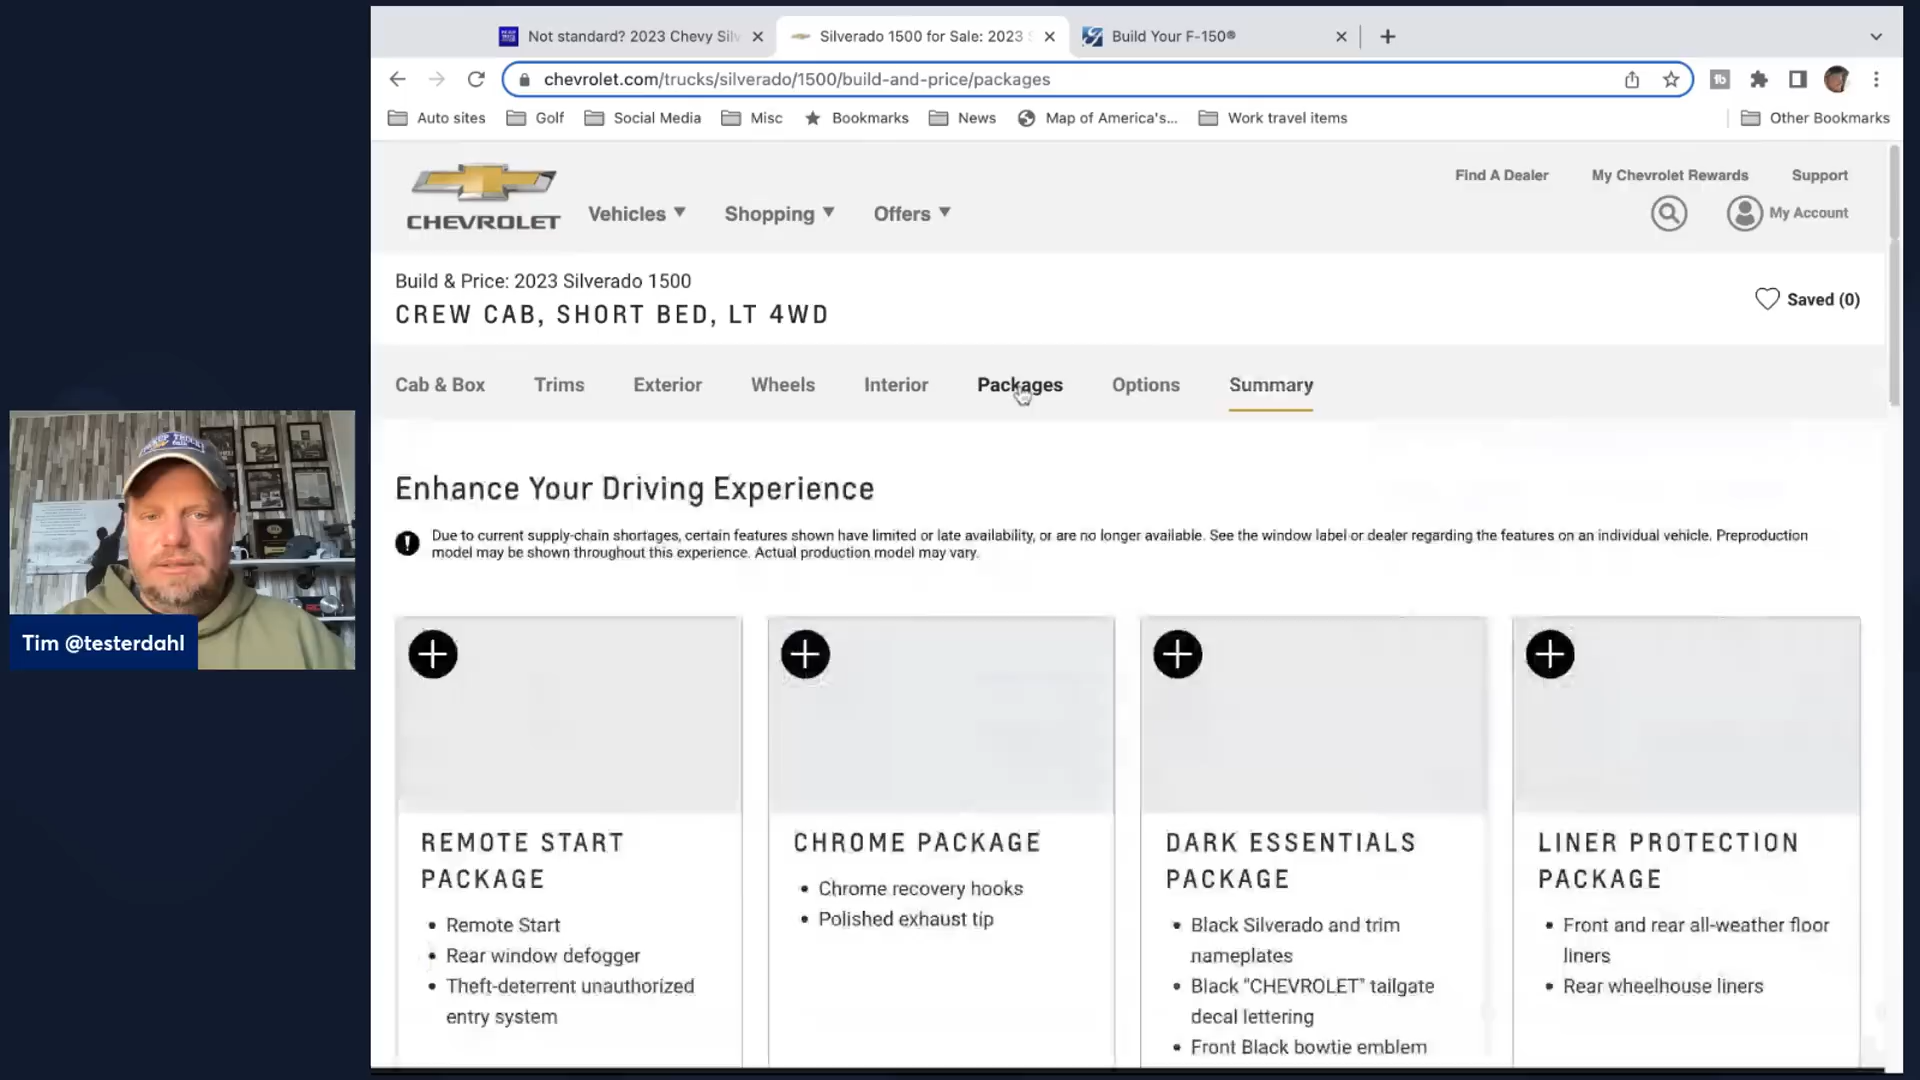 Not standard? 2023 Chevy Silv
Silverado 1500 for Sale: 2023 S
Build Your F-150®
chevrolet.com/trucks/silverado/1500/build-and-price/packages
Auto sites
Golf
Social Media
Misc
Bookmarks
News
Map of America's...
Work travel items
Other Bookmarks
CHEVROLET
Vehicles
Shopping
Offers
Find A Dealer
My Chevrolet Rewards
Support
My Account
Build & Price: 2023 Silverado 1500
CREW CAB, SHORT BED, LT 4WD
Saved (0)
Cab & Box
Trims
Exterior
Wheels
Interior
Packages
Options
Summary
Enhance Your Driving Experience
Due to current supply-chain shortages, certain features shown have limited or late availability, or are no longer available. See the window label or dealer regarding the features on an individual vehicle. Preproduction
model may be shown throughout this experience. Actual production model may vary.
REMOTE START
PACKAGE
• Remote Start
• Rear window defogger
• Theft-deterrent unauthorized
entry system
CHROME PACKAGE
• Chrome recovery hooks
• Polished exhaust tip
DARK ESSENTIALS
PACKAGE
• Black Silverado and trim
nameplates
• Black "CHEVROLET" tailgate
decal lettering
• Front Black bowtie emblem
LINER PROTECTION
PACKAGE
• Front and rear all-weather floor
liners
• Rear wheelhouse liners
PICKUP TRUCK
Tim @testerdahl